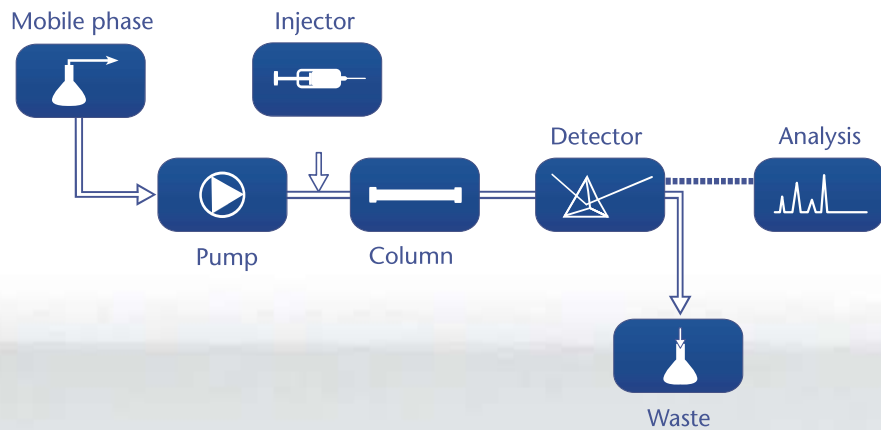 Mobile phase
Injector
Detector
Analysis
Pump
Column
Waste